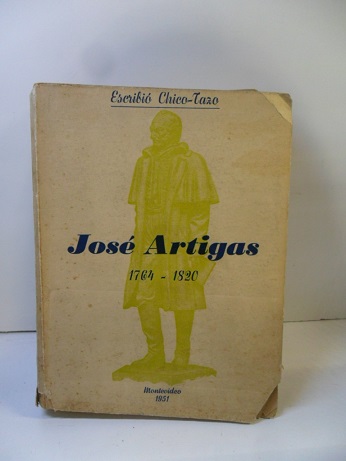 Escribió Chico-Tazo
José Artigas
1764 - 1820
Montevideo
1951